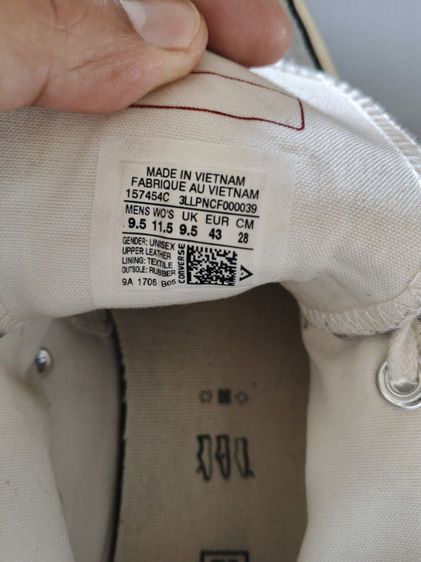 MADE IN VIETNAM
FABRIQUE AU VIETNAM
157454C 3LLPNCF000039
MENS WO'S UK EUR CM
9.5 11.5 9.5 43 28
GENDER: UNISEX
UPPER LEATHER
LINING: TEXTILE
OUTSOLE: RUBBER
9A 1706 B05
CONVERSE